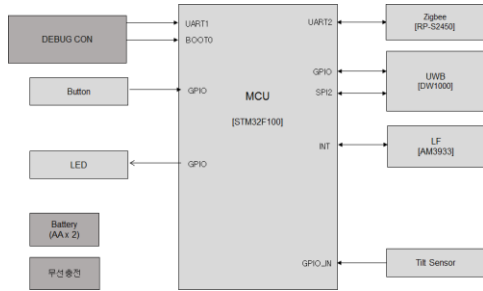 DEBUG CON
UART1
BOOT0
UART2
Zigbee
[RP-S2450]
Button
GPIO
MCU
[STM32F100]
GPIO
SPI2
UWB
[DW1000]
INT
LF
[AM3933]
LED
GPIO
Battery
(AA x 2)
무선충전
GPIO_IN
Tilt Sensor